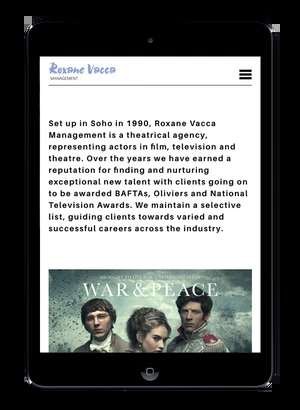 Roxane Vacca
MANAGEMENT
Set up in Soho in 1990, Roxane Vacca
Management is a theatrical agency,
representing actors in film, television and
theatre. Over the years we have earned a
reputation for finding and nurturing
exceptional new talent with clients going on
to be awarded BAFTAs, Oliviers and National
Television Awards. We maintain a selective
list, guiding clients towards varied and
successful careers across the industry.
WAR & PEACE